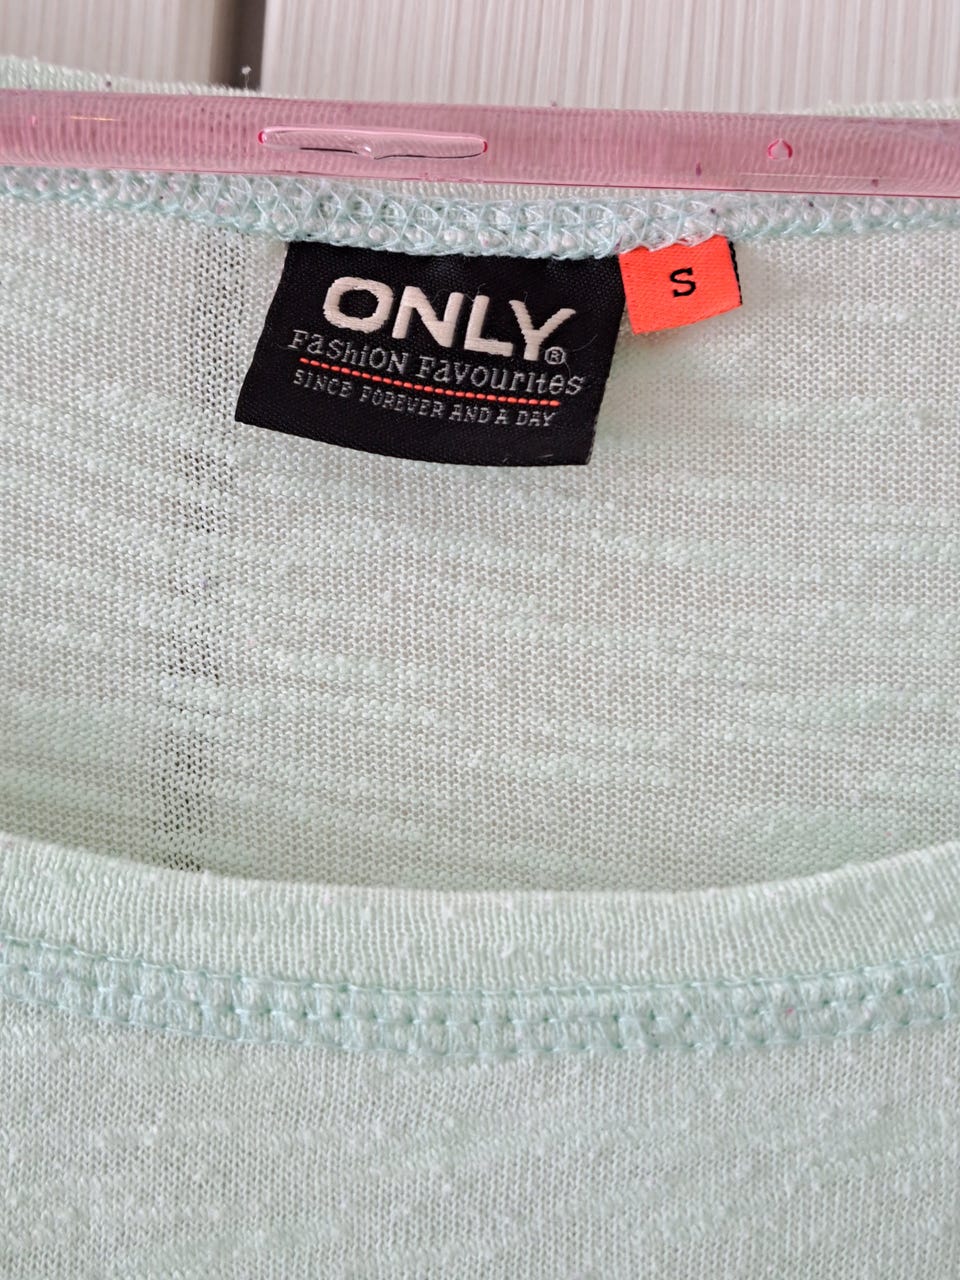 ONLY®
FaShiON Favourites
SINCE FOREVER AND A DAY
S